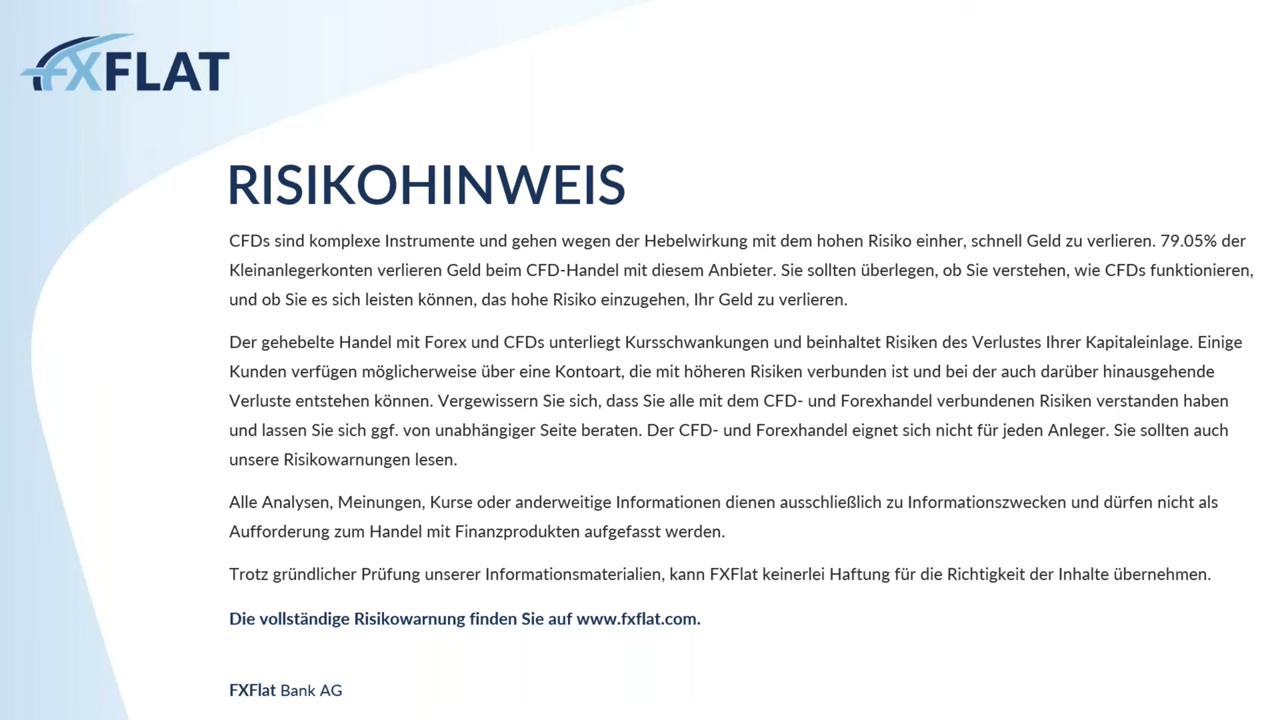 FXFLAT
RISIKOHINWEIS
CFDs sind komplexe Instrumente und gehen wegen der Hebelwirkung mit dem hohen Risiko einher, schnell Geld zu verlieren. 79.05% der
Kleinanlegerkonten verlieren Geld beim CFD-Handel mit diesem Anbieter. Sie sollten überlegen, ob Sie verstehen, wie CFDs funktionieren,
und ob Sie es sich leisten können, das hohe Risiko einzugehen, Ihr Geld zu verlieren.
Der gehebelte Handel mit Forex und CFDs unterliegt Kursschwankungen und beinhaltet Risiken des Verlustes Ihrer Kapitaleinlage. Einige
Kunden verfügen möglicherweise über eine Kontoart, die mit höheren Risiken verbunden ist und bei der auch darüber hinausgehende
Verluste entstehen können. Vergewissern Sie sich, dass Sie alle mit dem CFD- und Forexhandel verbundenen Risiken verstanden haben
und lassen Sie sich ggf. von unabhängiger Seite beraten. Der CFD- und Forexhandel eignet sich nicht für jeden Anleger. Sie sollten auch
unsere Risikowarnungen lesen.
Alle Analysen, Meinungen, Kurse oder anderweitige Informationen dienen ausschließlich zu Informationszwecken und dürfen nicht als
Aufforderung zum Handel mit Finanzprodukten aufgefasst werden.
Trotz gründlicher Prüfung unserer Informationsmaterialien, kann FXFlat keinerlei Haftung für die Richtigkeit der Inhalte übernehmen.
Die vollständige Risikowarnung finden Sie auf www.fxflat.com.
FXFlat Bank AG